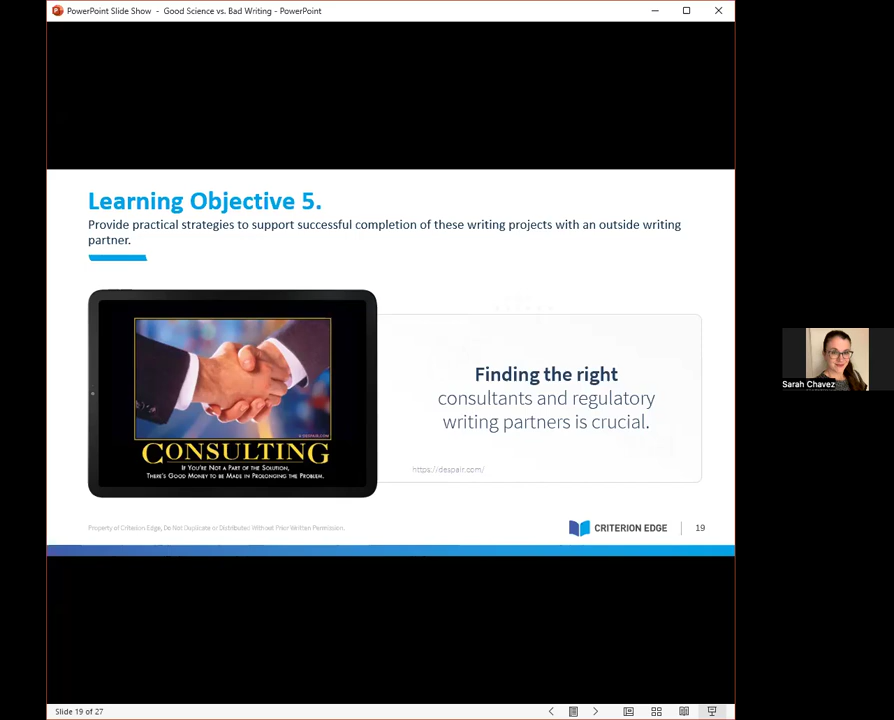 PowerPoint Slide Show - Good Science vs. Bad Writing - PowerPoint
Learning Objective 5.
Provide practical strategies to support successful completion of these writing projects with an outside writing
partner.
© DESPAIR.COM
CONSULTING
IF YOU'RE NOT A PART OF THE SOLUTION,
THERE'S GOOD MONEY TO BE MADE IN PROLONGING THE PROBLEM.
Finding the right
consultants and regulatory
writing partners is crucial.
https://despair.com/
Sarah Chavez
Property of Criterion Edge, Do Not Duplicate or Distributed Without Prior Written Permission.
CRITERION EDGE
19
Slide 19 of 27